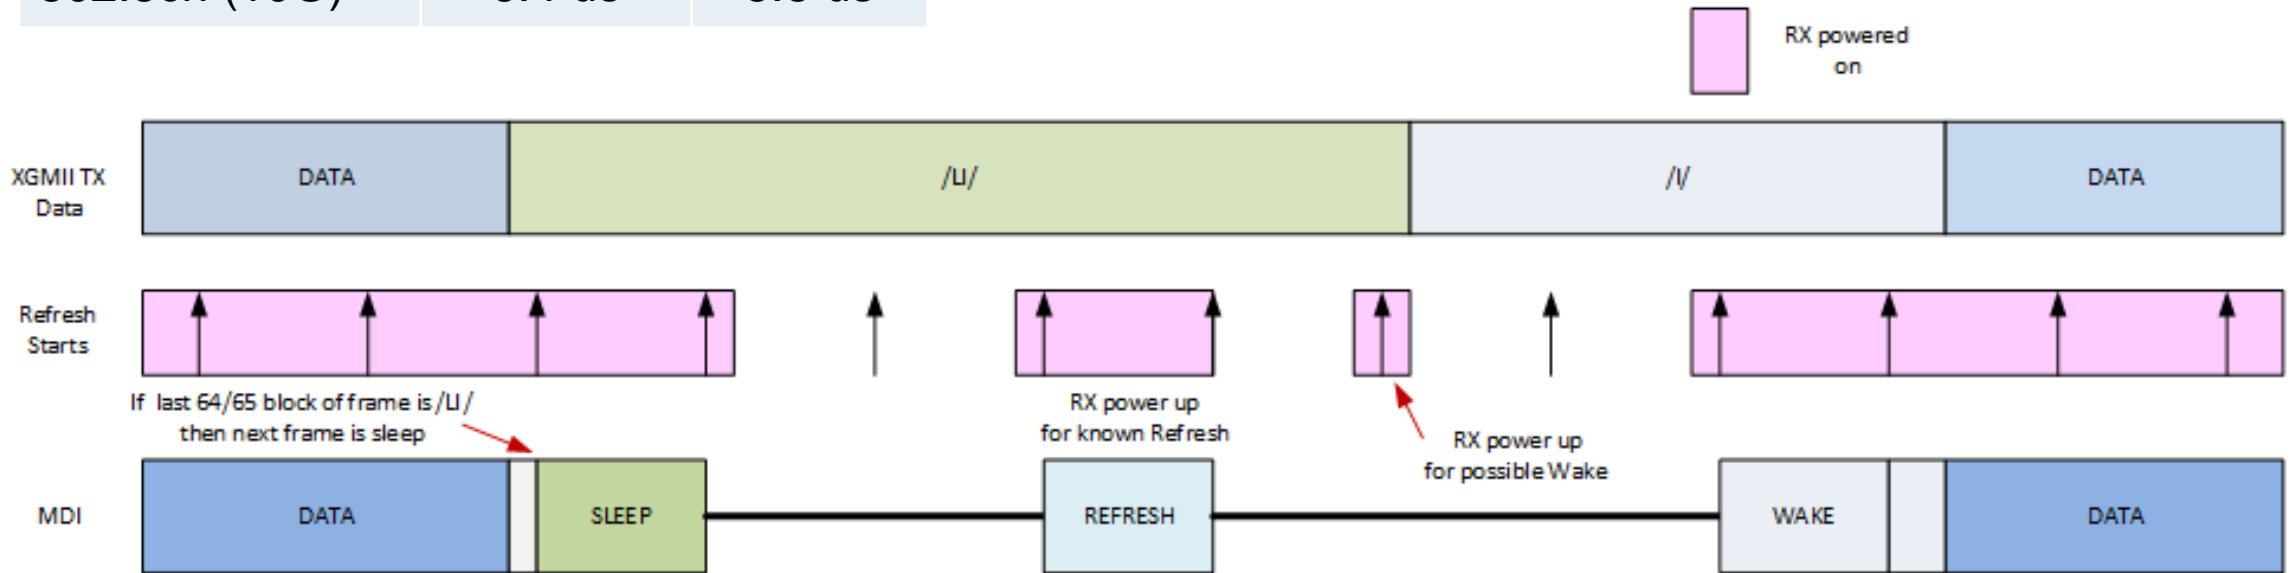 RX powered
on
XGMII TX
Data
DATA
/LI/
/I/
DATA
Refresh
Starts
If last 64/65 block of frame is /LI/
then next frame is sleep
RX power up
for known Refresh
RX power up
for possible Wake
MDI
DATA
SLEEP
REFRESH
WAKE
DATA